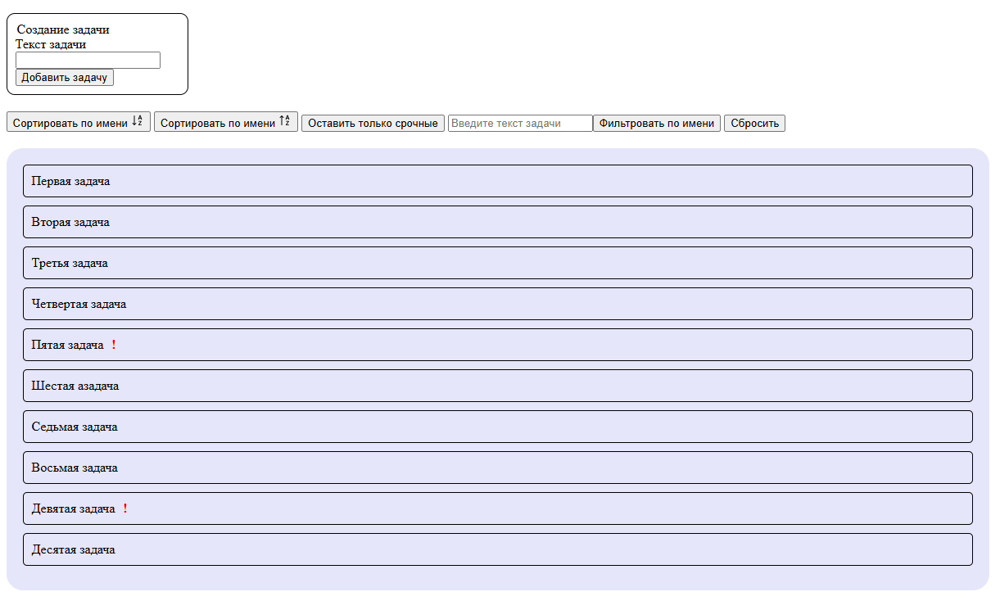 Создание задачи
Текст задачи
Добавить задачу
Сортировать по имени ↓A Z Сортировать по имени ↑A Z Оставить только срочные Введите текст задачи Фильтровать по имени Сбросить
Первая задача
Вторая задача
Третья задача
Четвертая задача
Пятая задача !
Шестая азадача
Седьмая задача
Восьмая задача
Девятая задача !
Десятая задача